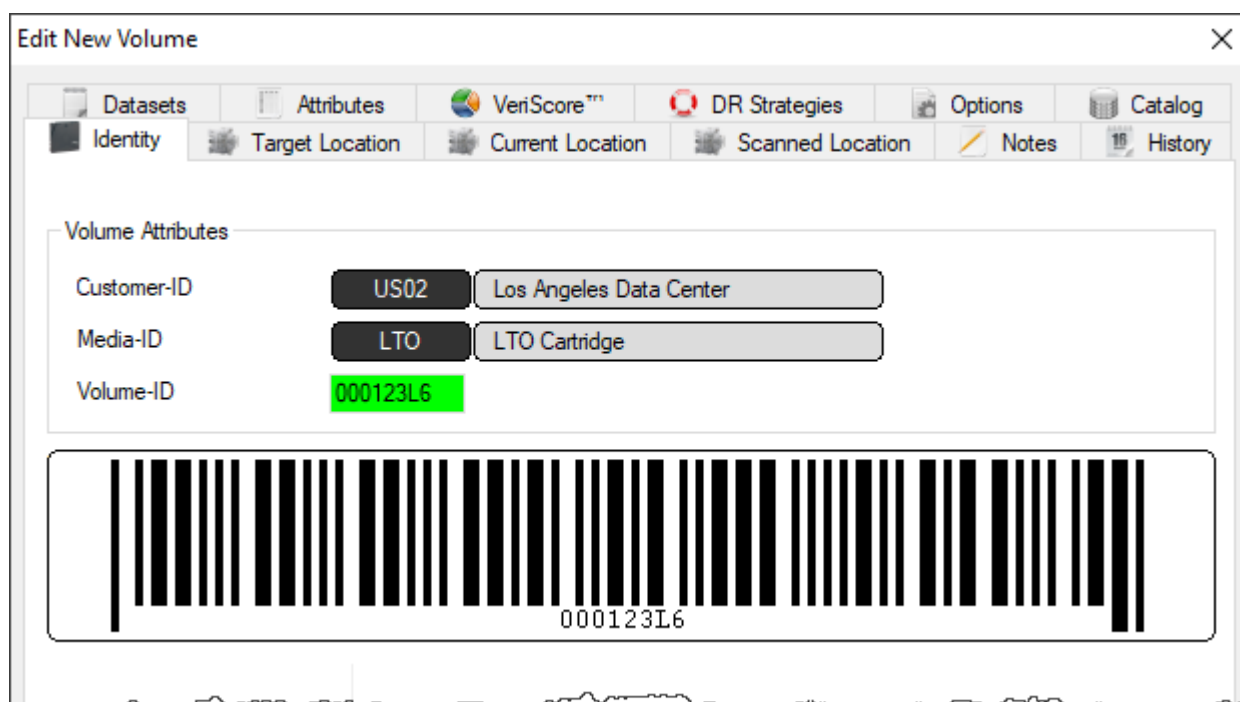 Edit New Volume
Datasets Attributes VeriScore™ DR Strategies Options Catalog
Identity Target Location Current Location Scanned Location Notes 16 History
Volume Attributes
Customer-ID US02 Los Angeles Data Center
Media-ID LTO LTO Cartridge
Volume-ID 000123L6
000123L6